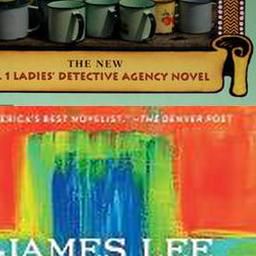 THE NEW
. 1 LADIES' DETECTIVE AGENCY NOVEL
ERICA'S BEST NOVELIST." —THE DENVER POST
JAMES LEE